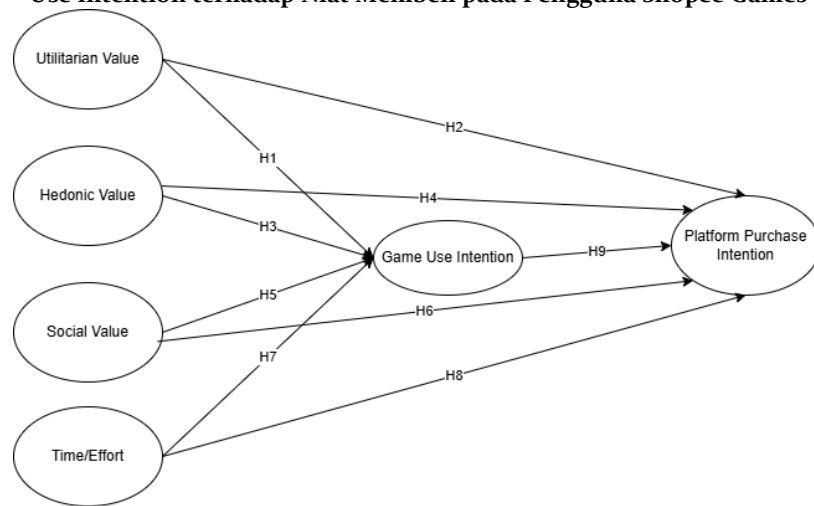 Use Intention terhadap Niat Membeli pada Pengguna Shopee Games
Utilitarian Value
H2
H1
Hedonic Value
H4
H3
Platform Purchase
Intention
Game Use Intention
H9
H5
H6
Social Value
H7
H8
Time/Effort